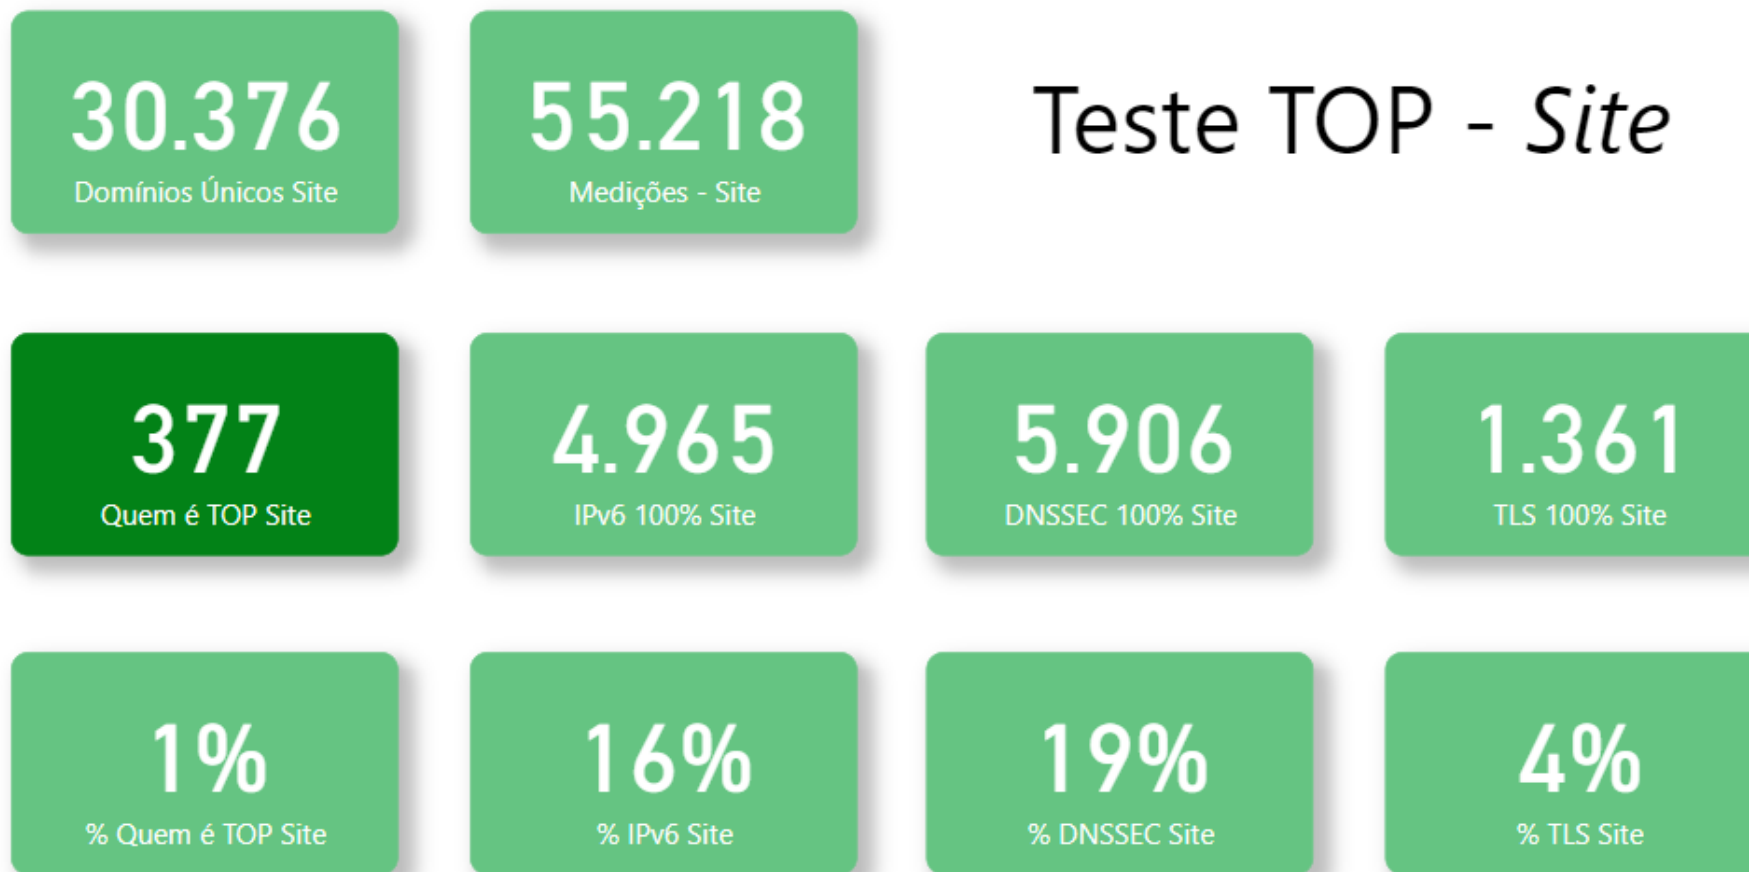 30.376
Domínios Únicos Site
55.218
Medições - Site
Teste TOP - Site
377
Quem é TOP Site
4.965
IPv6 100% Site
5.906
DNSSEC 100% Site
1.361
TLS 100% Site
1%
% Quem é TOP Site
16%
% IPv6 Site
19%
% DNSSEC Site
4%
% TLS Site